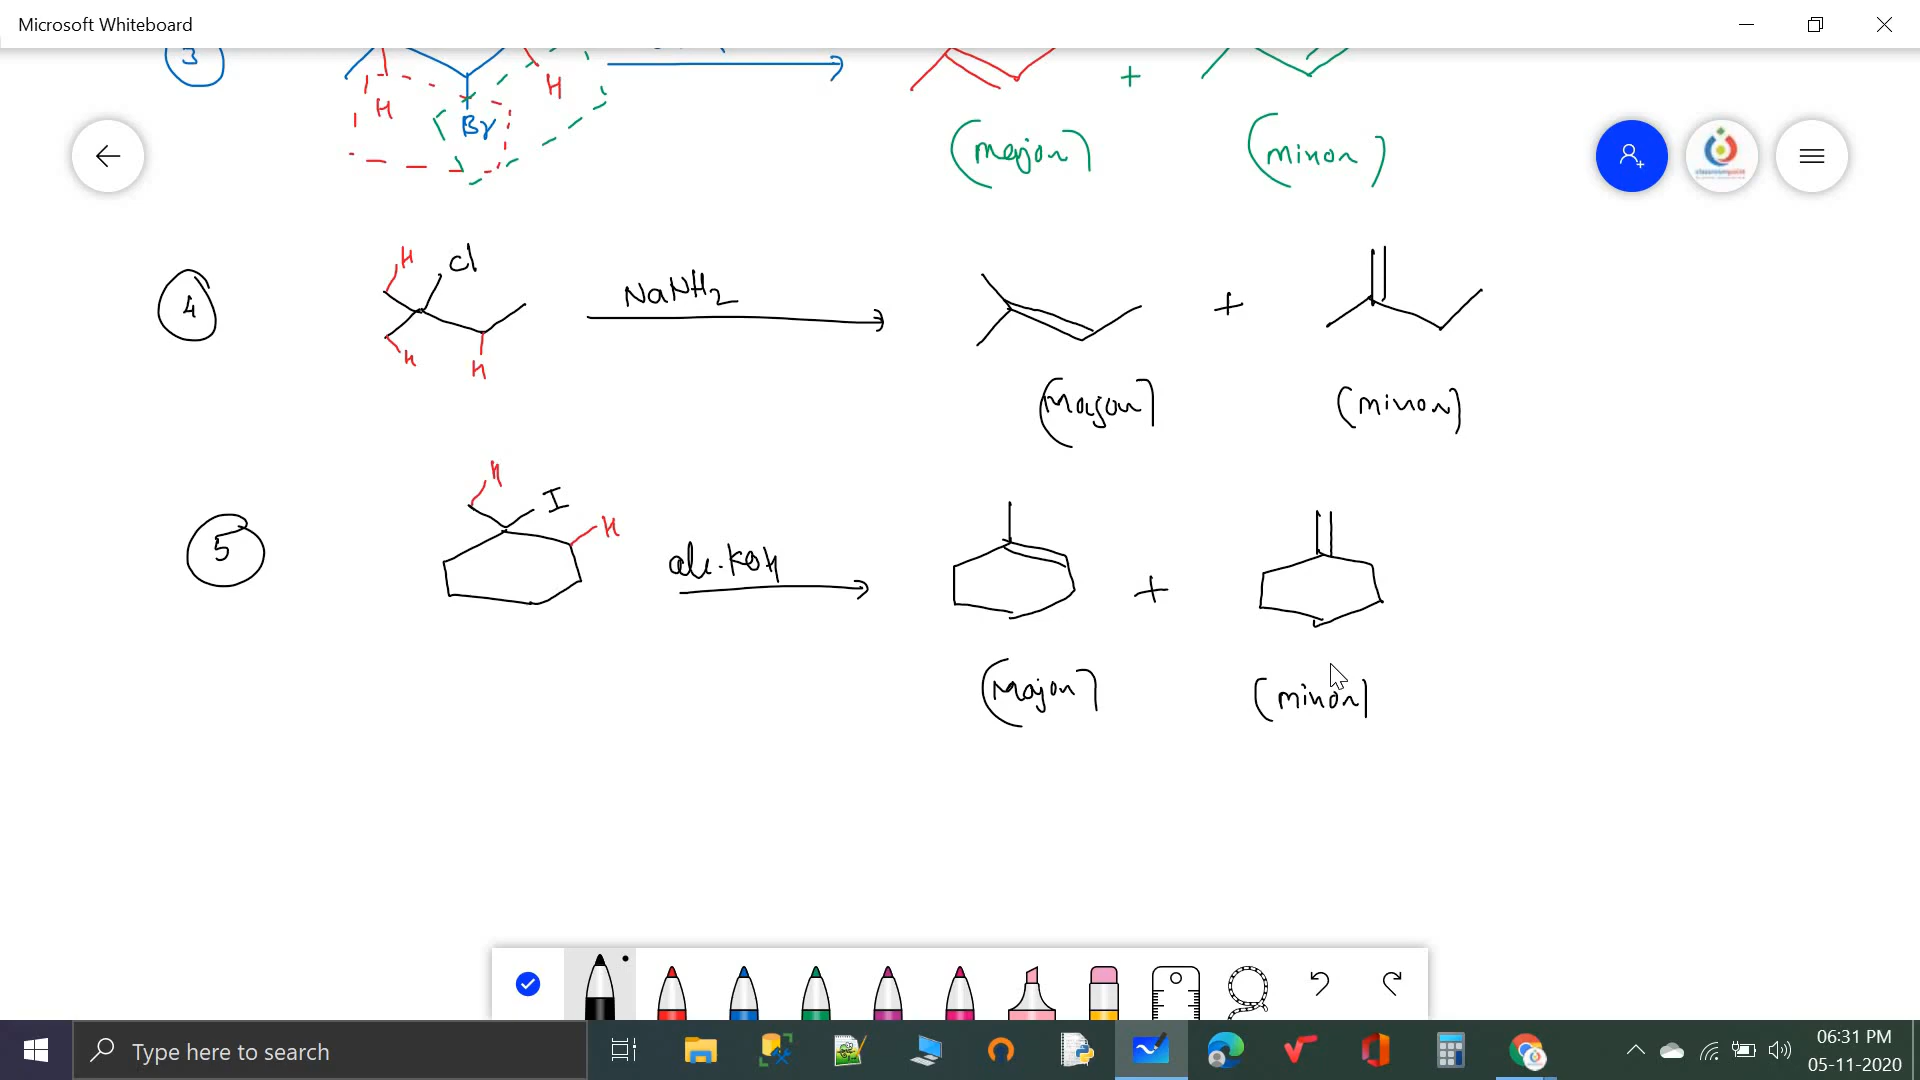 Microsoft Whiteboard
3
H
H
Br
+
(major)
(minor)
4
H
Cl
H
H
NaNH2
+
(major)
(minor)
5
H
I
H
alc. KOH
+
(major)
(minor)
Type here to search
06:31 PM
05-11-2020